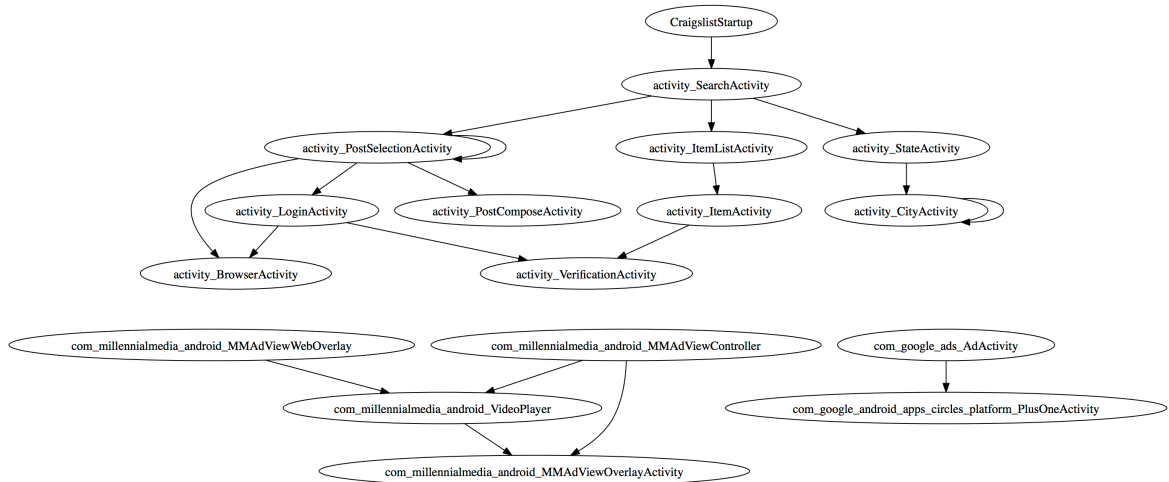 CraigslistStartup
activity_SearchActivity
activity_PostSelectionActivity
activity_ItemListActivity
activity_StateActivity
activity_LoginActivity
activity_PostComposeActivity
activity_ItemActivity
activity_CityActivity
activity_BrowserActivity
activity_VerificationActivity
com_millennialmedia_android_MMAdViewWebOverlay
com_millennialmedia_android_MMAdViewController
com_google_ads_AdActivity
com_millennialmedia_android_VideoPlayer
com_google_android_apps_circles_platform_PlusOneActivity
com_millennialmedia_android_MMAdViewOverlayActivity